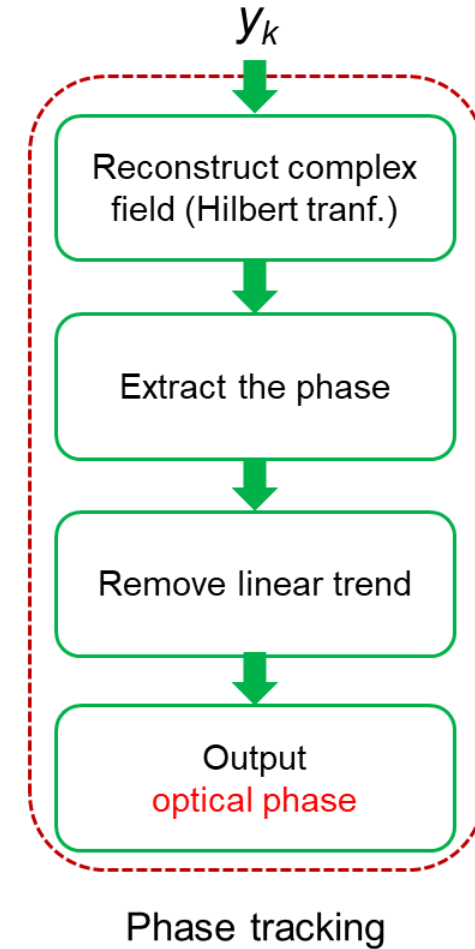 yk
Reconstruct complex
field (Hilbert tranf.)
Extract the phase
Remove linear trend
Output
optical phase
Phase tracking